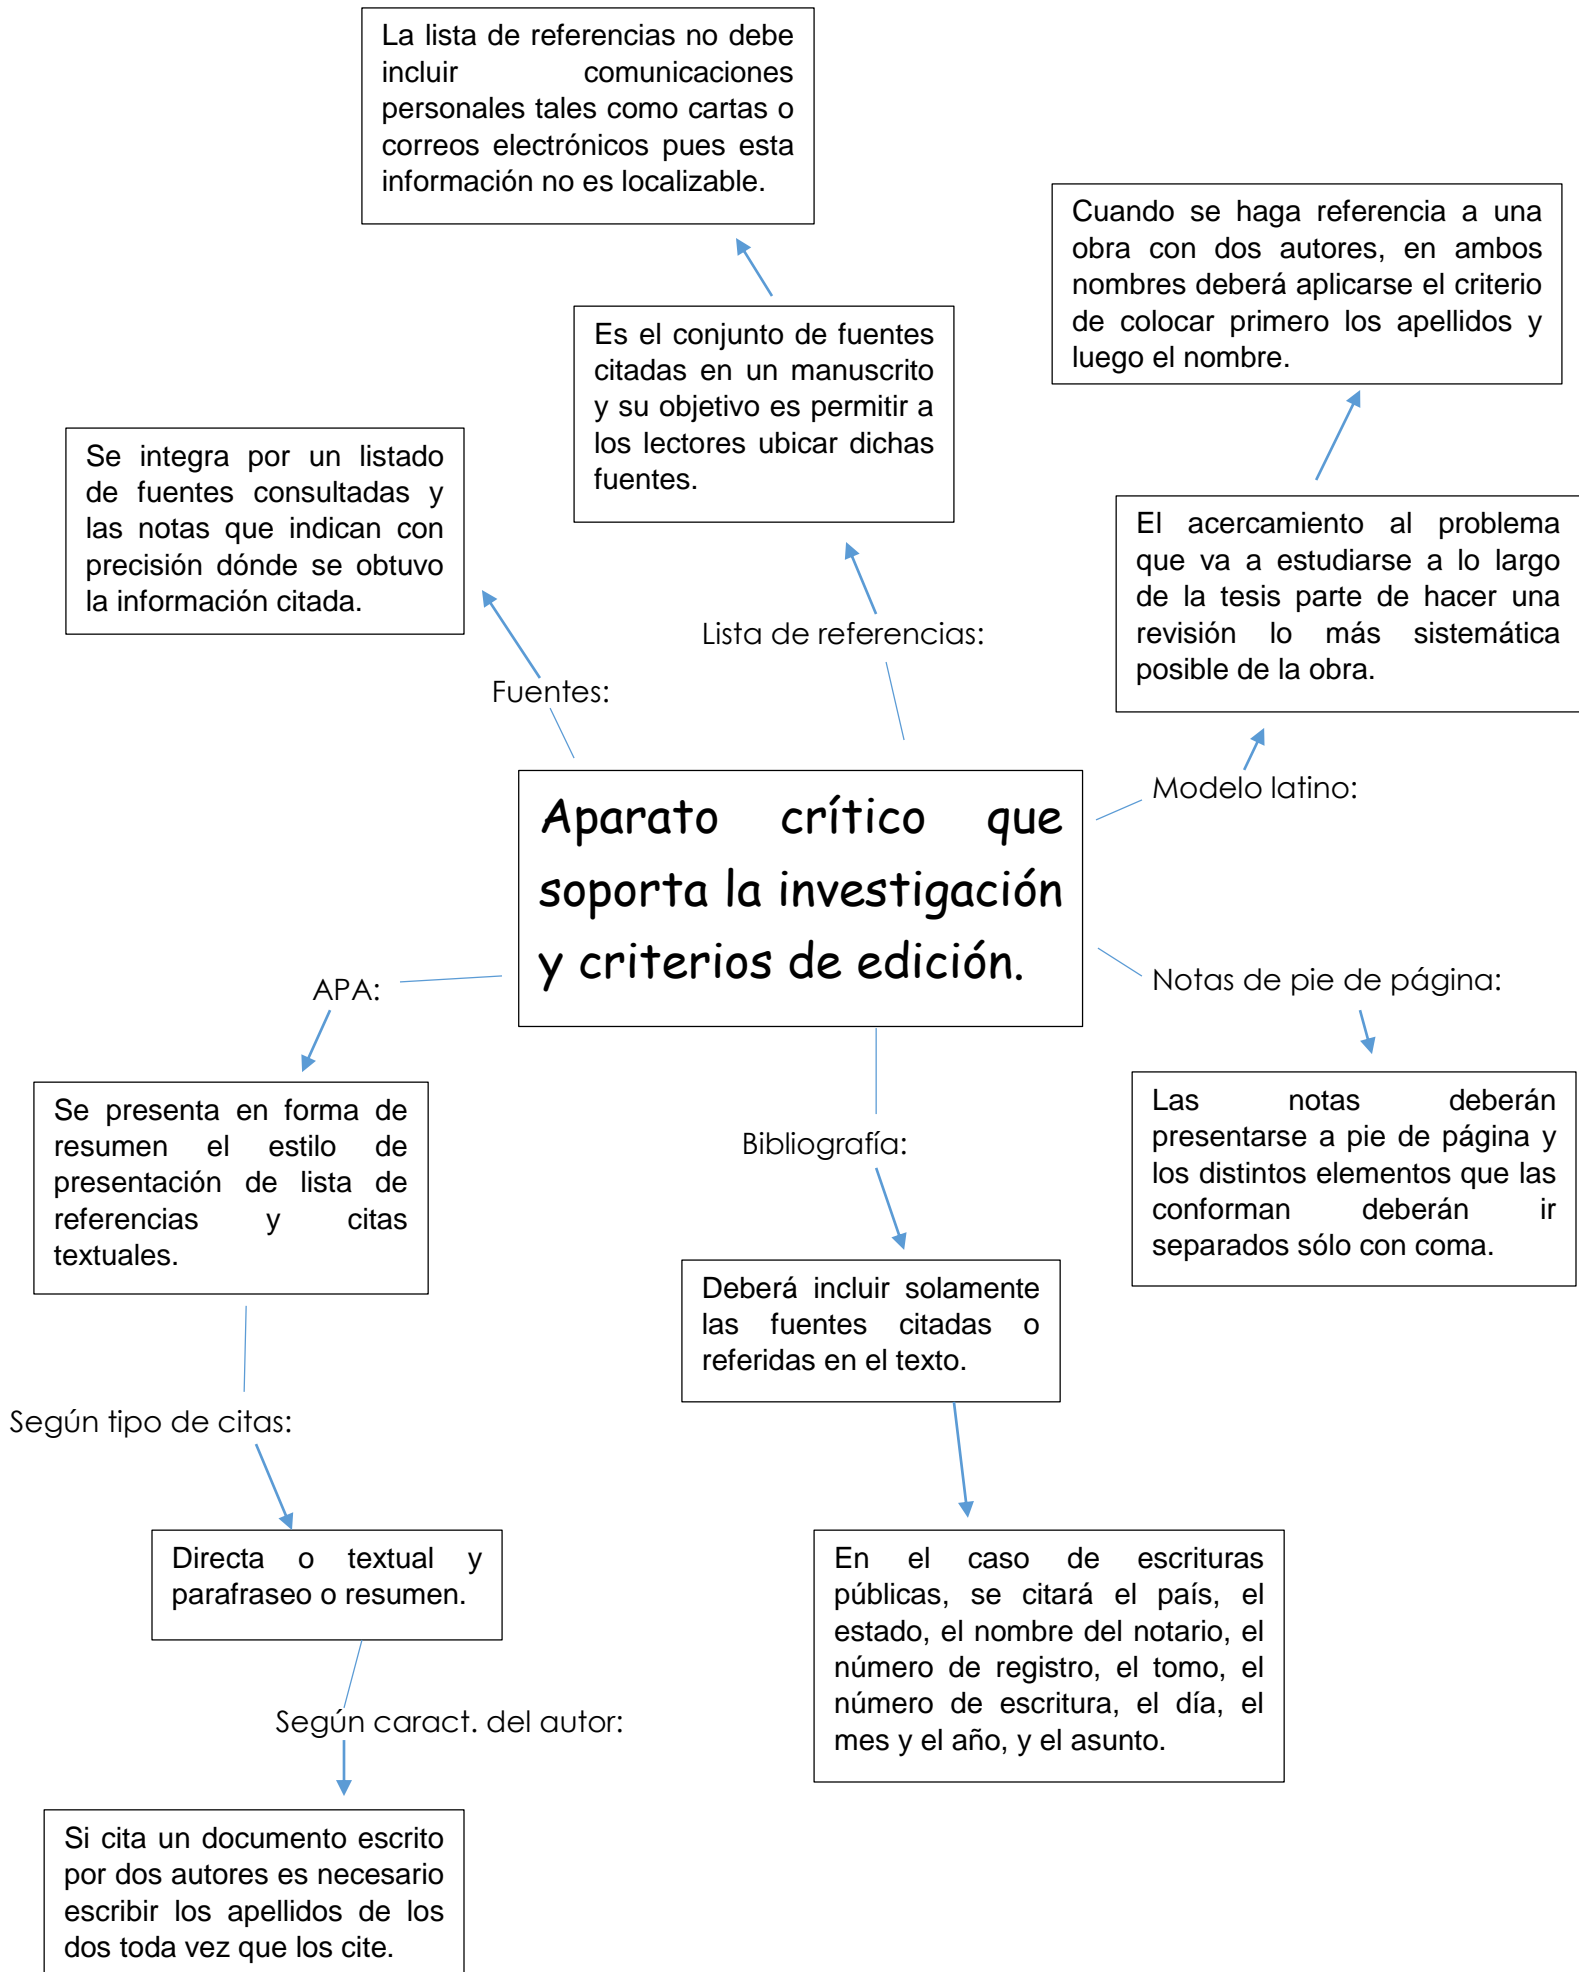 La lista de referencias no debe
incluir comunicaciones
personales tales como cartas o
correos electrónicos pues esta
información no es localizable.
Cuando se haga referencia a una
obra con dos autores, en ambos
nombres deberá aplicarse el criterio
de colocar primero los apellidos y
luego el nombre.
Es el conjunto de fuentes
citadas en un manuscrito
y su objetivo es permitir a
los lectores ubicar dichas
fuentes.
Se integra por un listado
de fuentes consultadas y
las notas que indican con
precisión dónde se obtuvo
la información citada.
El acercamiento al problema
que va a estudiarse a lo largo
de la tesis parte de hacer una
revisión lo más sistemática
posible de la obra.
Lista de referencias:
Fuentes:
Modelo latino:
Aparato crítico que
soporta la investigación
y criterios de edición.
APA:
Notas de pie de página:
Se presenta en forma de
resumen el estilo de
presentación de lista de
referencias y citas
textuales.
Bibliografía:
Las notas deberán
presentarse a pie de página y
los distintos elementos que las
conforman deberán ir
separados sólo con coma.
Deberá incluir solamente
las fuentes citadas o
referidas en el texto.
Según tipo de citas:
Directa o textual y
parafraseo o resumen.
En el caso de escrituras
públicas, se citará el país, el
estado, el nombre del notario, el
número de registro, el tomo, el
número de escritura, el día, el
mes y el año, y el asunto.
Según caract. del autor:
Si cita un documento escrito
por dos autores es necesario
escribir los apellidos de los
dos toda vez que los cite.